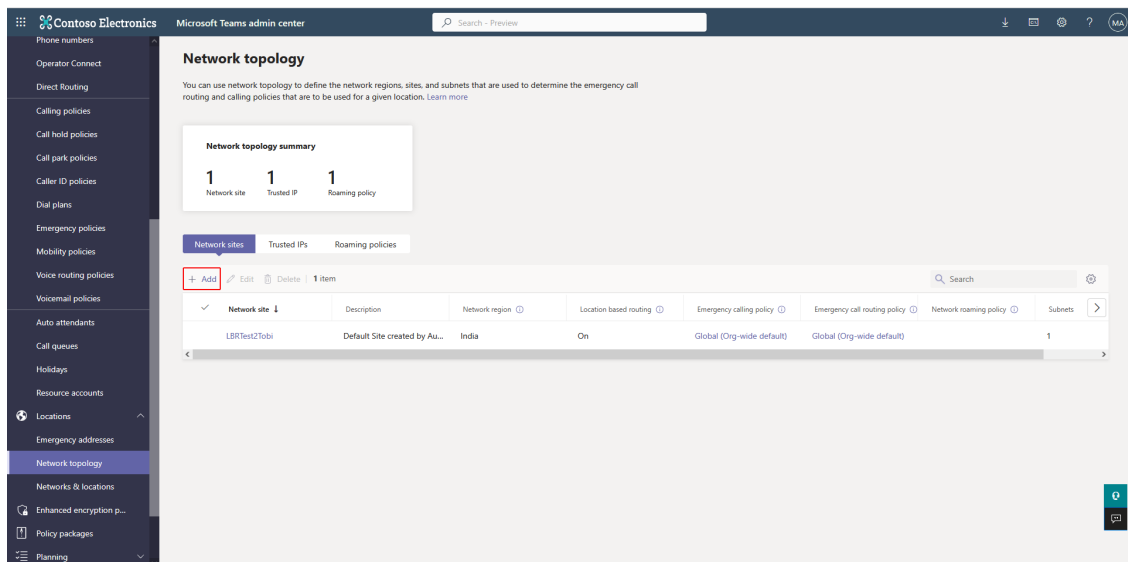 Contoso Electronics
Microsoft Teams admin center
Search - Preview
MA
Phone numbers
Operator Connect
Direct Routing
Calling policies
Call hold policies
Call park policies
Caller ID policies
Dial plans
Emergency policies
Mobility policies
Voice routing policies
Voicemail policies
Auto attendants
Call queues
Holidays
Resource accounts
Locations
Emergency addresses
Network topology
Networks & locations
Enhanced encryption p...
Policy packages
Planning
Network topology
You can use network topology to define the network regions, sites, and subnets that are used to determine the emergency call
routing and calling policies that are to be used for a given location. Learn more
Network topology summary
1 1 1
Network site Trusted IP Roaming policy
Network sites Trusted IPs Roaming policies
+ Add Edit Delete 1 item Search
Network site ↓ Description Network region Location based routing Emergency calling policy Emergency call routing policy Network roaming policy Subnets
LBRTest2Tobi Default Site created by Au... India On Global (Org-wide default) Global (Org-wide default) 1